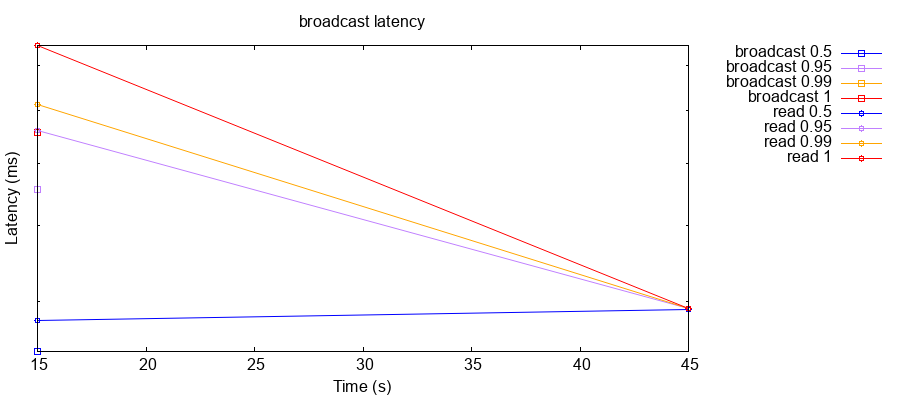 broadcast latency
broadcast 0.5
broadcast 0.95
broadcast 0.99
broadcast 1
read 0.5
read 0.95
read 0.99
read 1
Latency (ms)
15 20 25 30 35 40 45
Time (s)